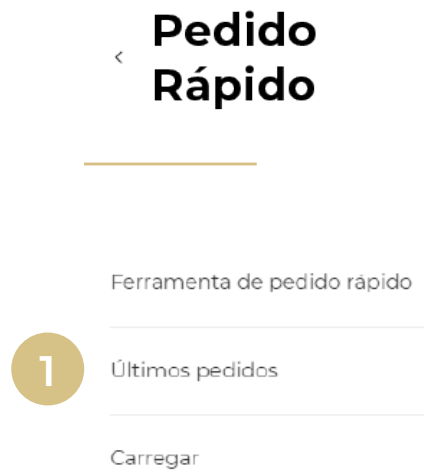 Pedido
Rápido
Ferramenta de pedido rápido
1
Últimos pedidos
Carregar